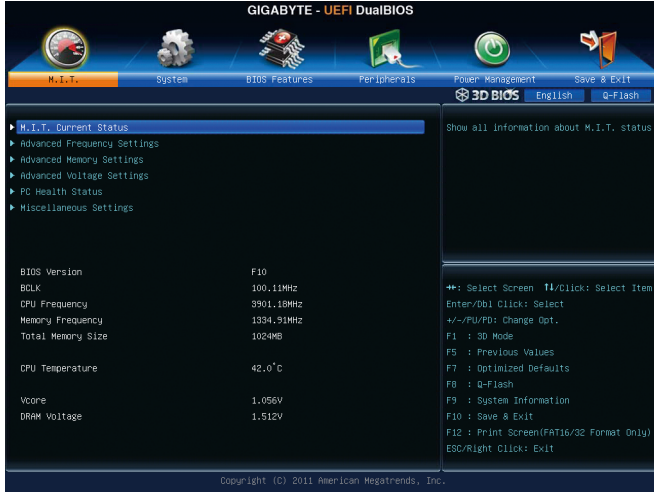 GIGABYTE - UEFI DualBIOS
M.I.T. System BIOS Features Peripherals Power Management Save & Exit
3D BIOS English Q-Flash
M.I.T. Current Status
Advanced Frequency Settings
Advanced Memory Settings
Advanced Voltage Settings
PC Health Status
Miscellaneous Settings
BIOS Version F10
BCLK 100.11MHz
CPU Frequency 3901.18MHz
Memory Frequency 1334.91MHz
Total Memory Size 1024MB
CPU Temperature 42.0°C
Vcore 1.056V
DRAM Voltage 1.512V
Show all information about M.I.T. status
→←: Select Screen ↑↓/Click: Select Item
Enter/Dbl Click: Select
+/-/PU/PD: Change Opt.
F1 : 3D Mode
F5 : Previous Values
F7 : Optimized Defaults
F8 : Q-Flash
F9 : System Information
F10 : Save & Exit
F12 : Print Screen(FAT16/32 Format Only)
ESC/Right Click: Exit
Copyright (C) 2011 American Megatrends, Inc.